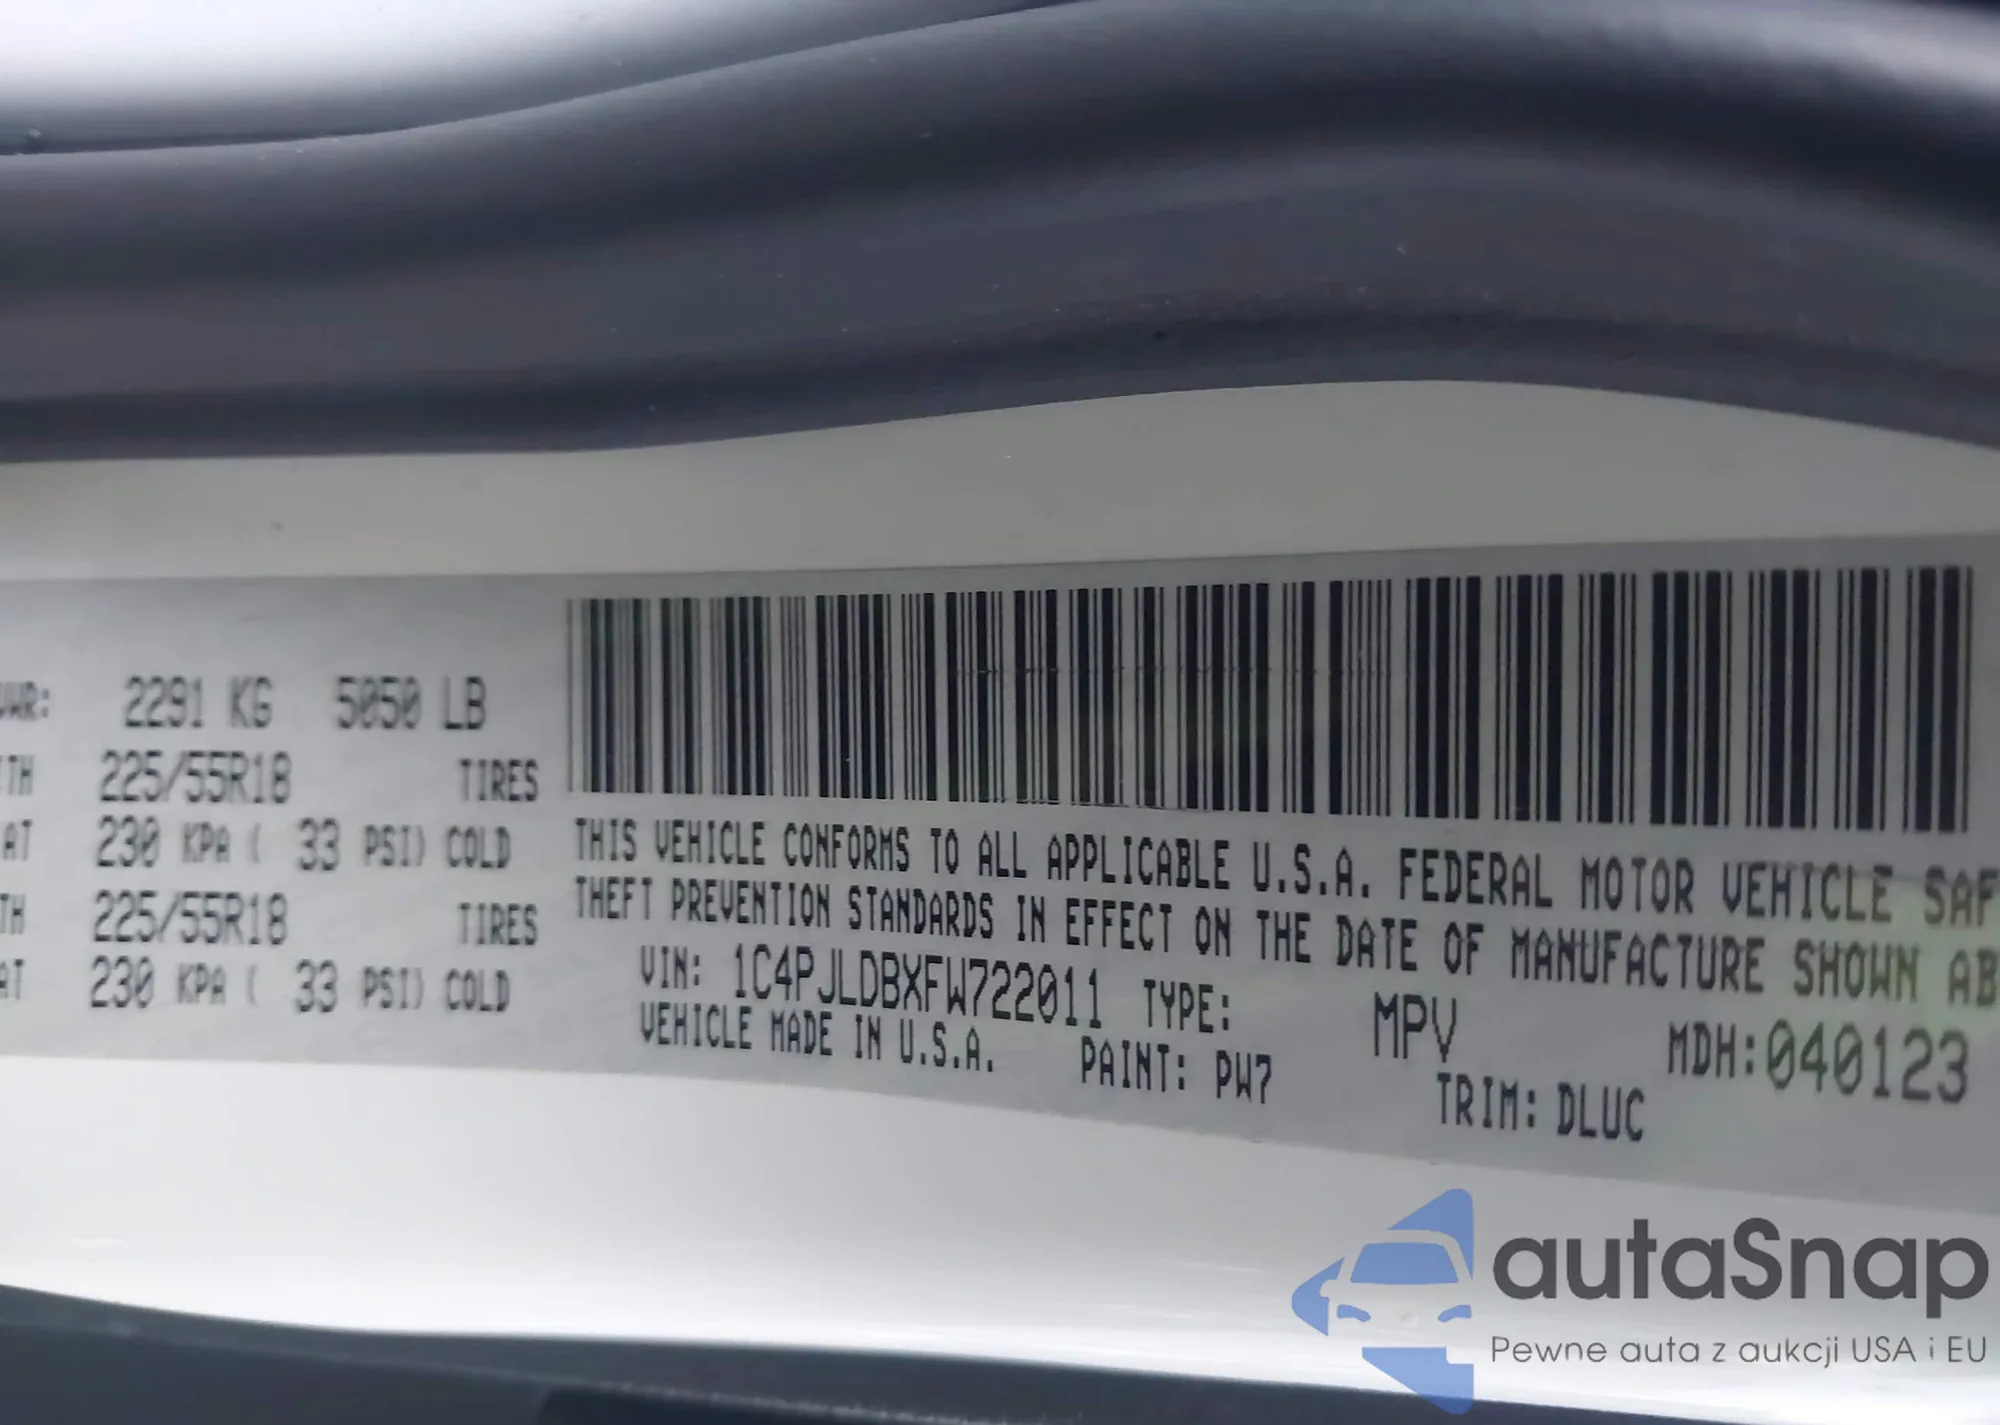 2291 KG 5050 LB
225/55R18 TIRES
AT 230 KPA ( 33 PSI) COLD
225/55R18 TIRES
230 KPA ( 33 PSI) COLD
THIS VEHICLE CONFORMS TO ALL APPLICABLE U.S.A. FEDERAL MOTOR VEHICLE SAF
THEFT PREVENTION STANDARDS IN EFFECT ON THE DATE OF MANUFACTURE SHOWN AB
VIN: 1C4PJLDBXFW722011 TYPE: MPV MDH:040123
VEHICLE MADE IN U.S.A. PAINT: PW7 TRIM: DLUC
autaSnap
Pewne auta z aukcji USA i EU